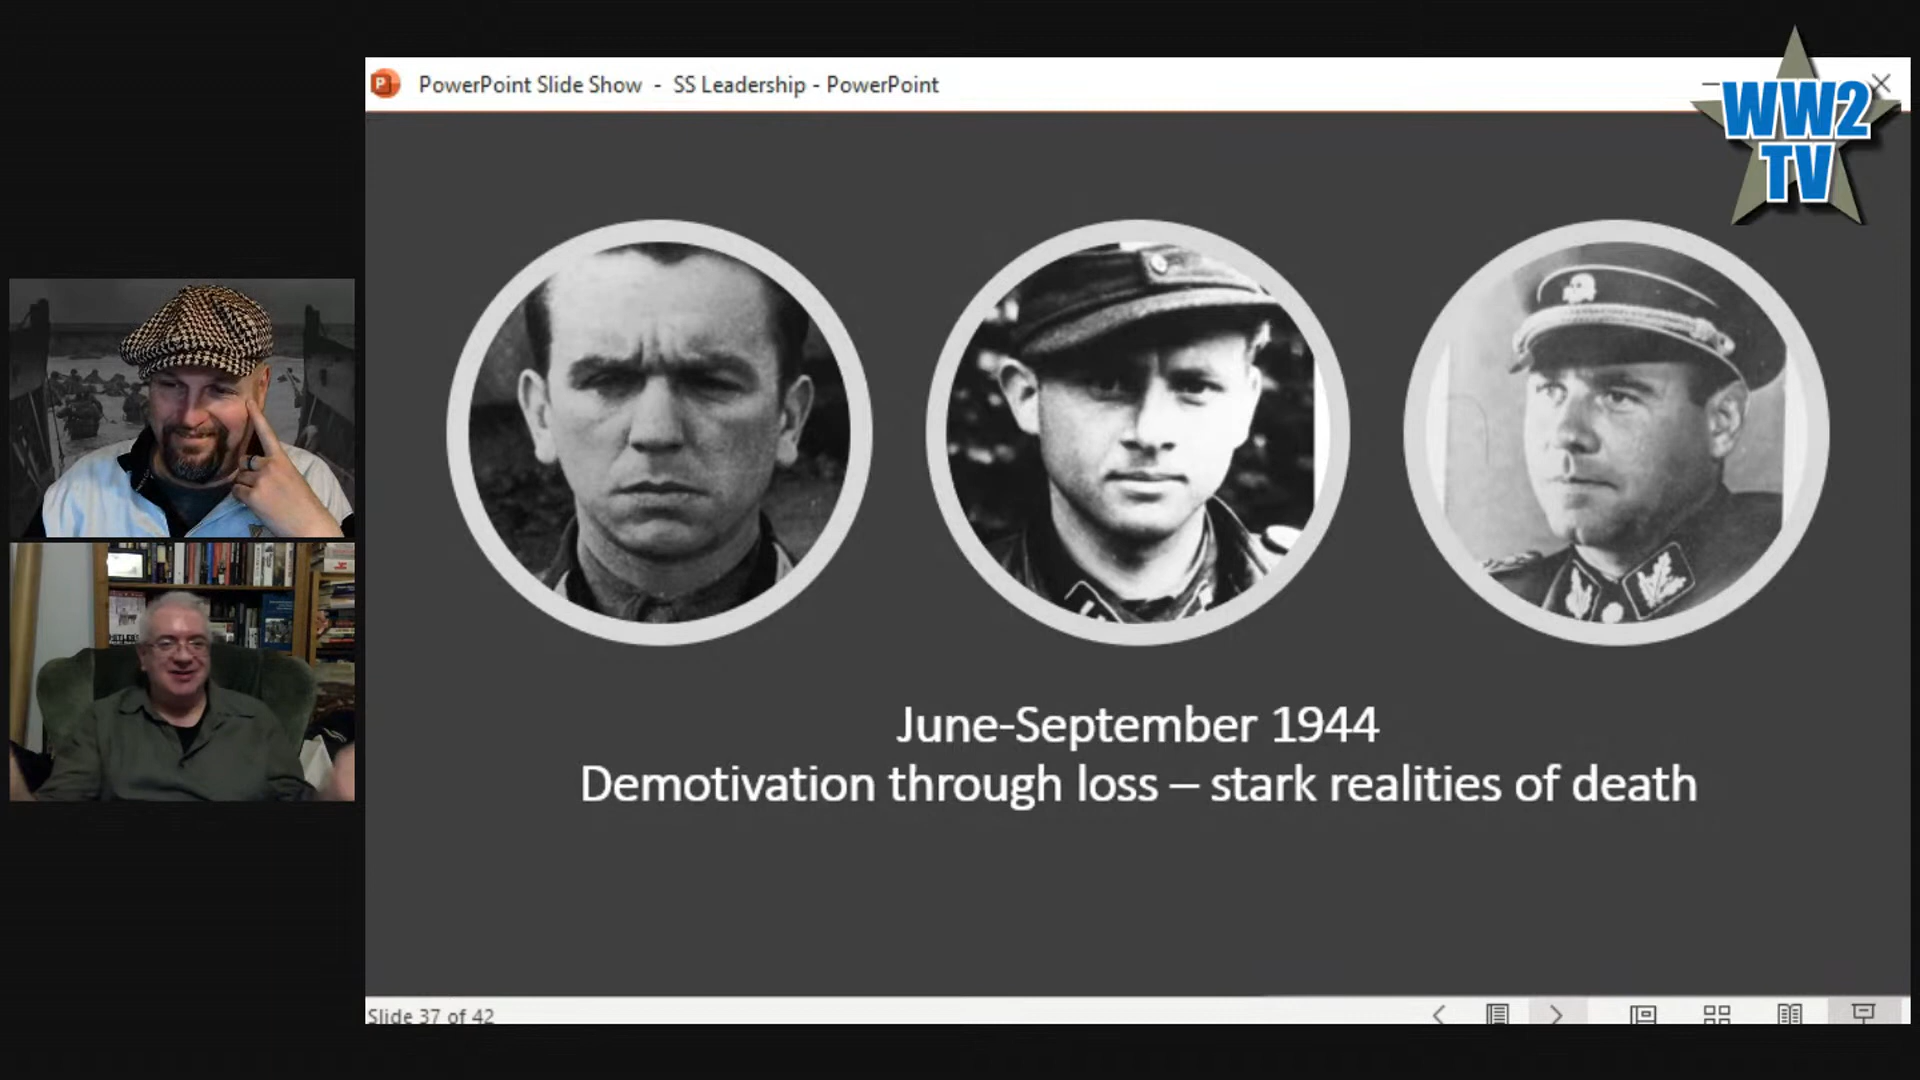 PowerPoint Slide Show - SS Leadership - PowerPoint
WW2
TV
June-September 1944
Demotivation through loss – stark realities of death
Slide 37 of 42